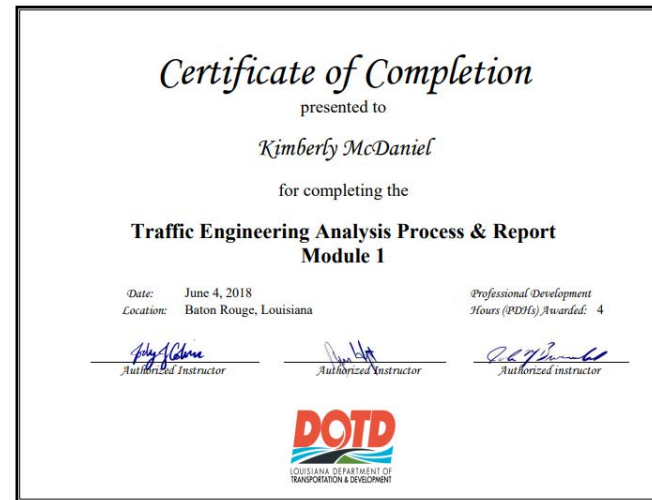 Certificate of Completion
presented to
Kimberly McDaniel
for completing the
Traffic Engineering Analysis Process & Report
Module 1
Date: June 4, 2018
Location: Baton Rouge, Louisiana
Professional Development
Hours (PDHs) Awarded: 4
Authorized Instructor
Authorized Instructor
Authorized instructor
DOTD
LOUISIANA DEPARTMENT OF
TRANSPORTATION & DEVELOPMENT